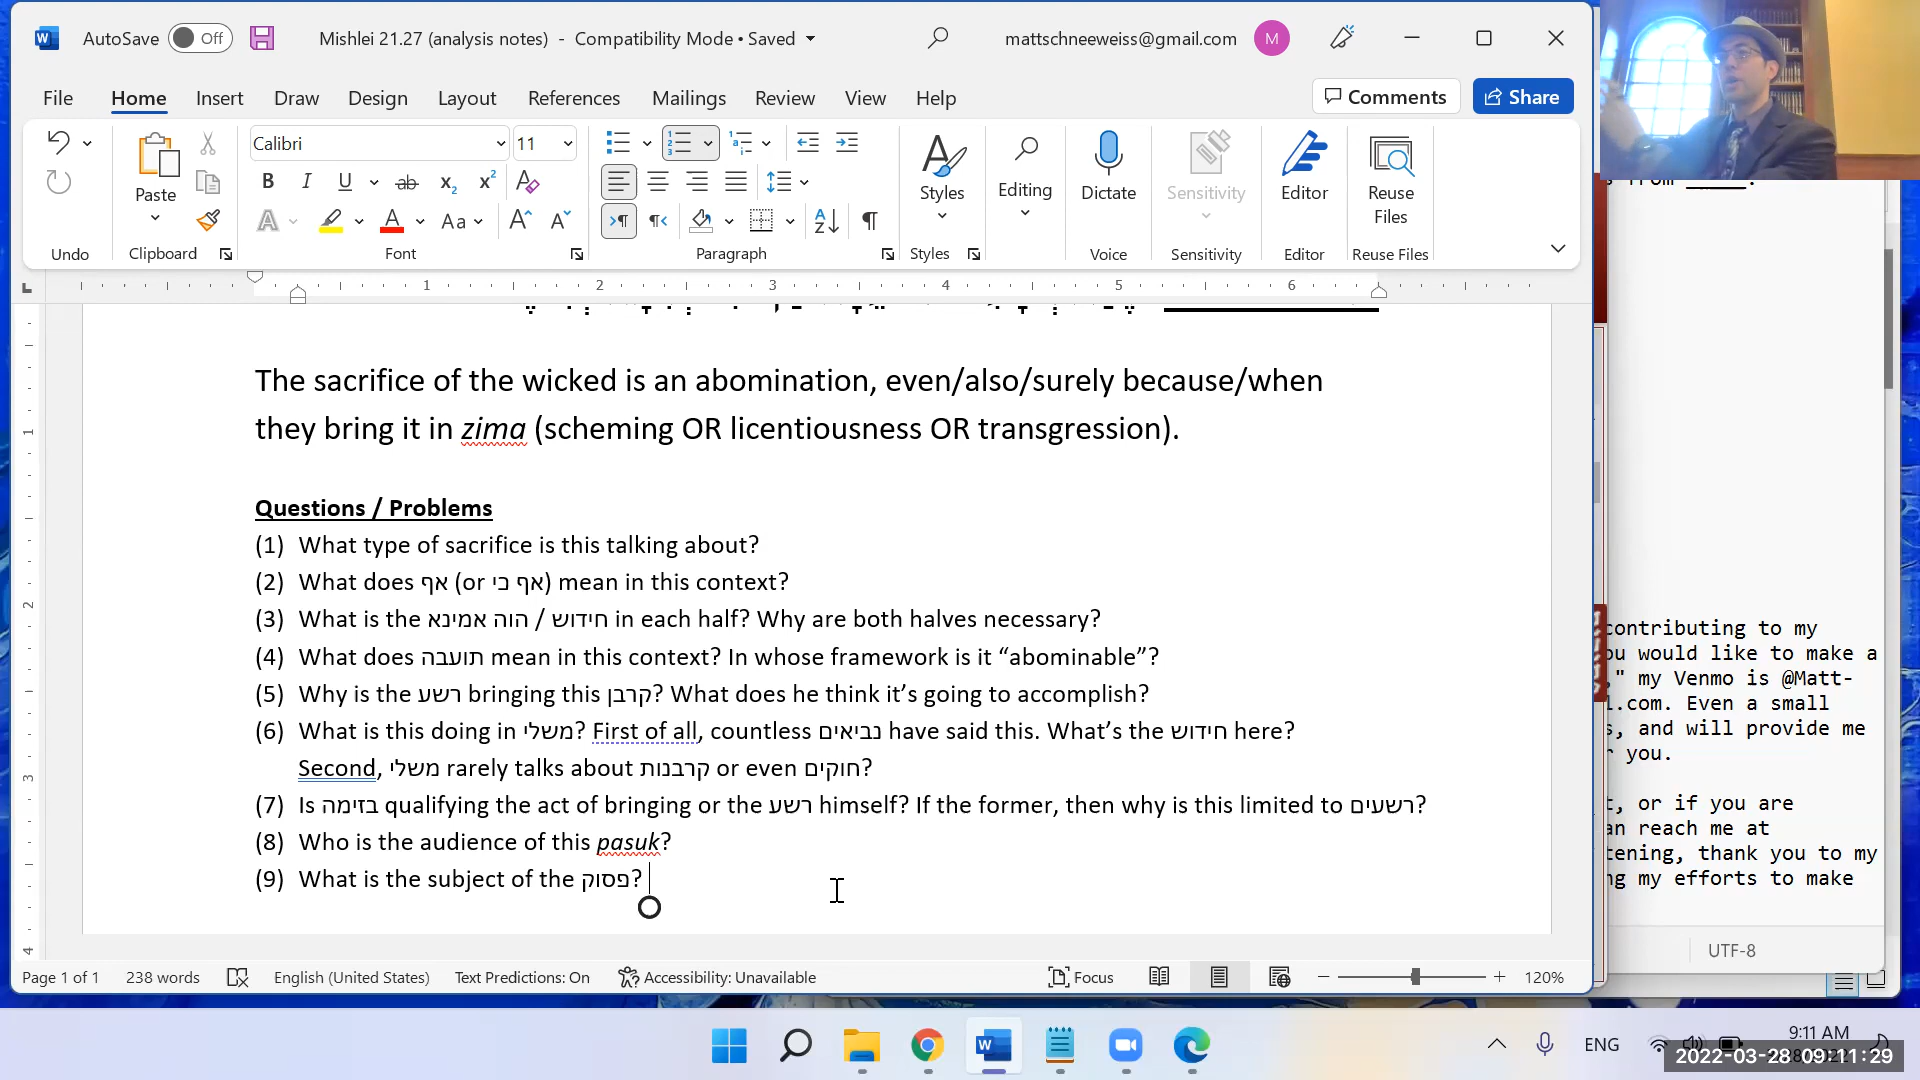 AutoSave Off Mishlei 21.27 (analysis notes) - Compatibility Mode • Saved mattschneeweiss@gmail.com M
File Home Insert Draw Design Layout References Mailings Review View Help Comments Share
Calibri 11
Paste Styles Editing Dictate Sensitivity Editor Reuse Files
Undo Clipboard Font Paragraph Styles Voice Sensitivity Editor Reuse Files
1 2 3 4 5 6
The sacrifice of the wicked is an abomination, even/also/surely because/when
they bring it in zima (scheming OR licentiousness OR transgression).
Questions / Problems
(1) What type of sacrifice is this talking about?
(2) What does אף (or אף כי) mean in this context?
(3) What is the הוה אמינא / חידוש in each half? Why are both halves necessary?
(4) What does תועבה mean in this context? In whose framework is it “abominable”?
(5) Why is the רשע bringing this קרבן? What does he think it’s going to accomplish?
(6) What is this doing in משלי? First of all, countless נביאים have said this. What’s the חידוש here?
Second, משלי rarely talks about קרבנות or even חוקים?
(7) Is בזימה qualifying the act of bringing or the רשע himself? If the former, then why is this limited to רשעים?
(8) Who is the audience of this pasuk?
(9) What is the subject of the פסוק?
contributing to my
ou would like to make a
," my Venmo is @Matt-
l.com. Even a small
s, and will provide me
r you.
t, or if you are
an reach me at
tening, thank you to my
ng my efforts to make
UTF-8
Page 1 of 1 238 words English (United States) Text Predictions: On Accessibility: Unavailable Focus 120%
ENG 9:11 AM
2022-03-28 09:11:29